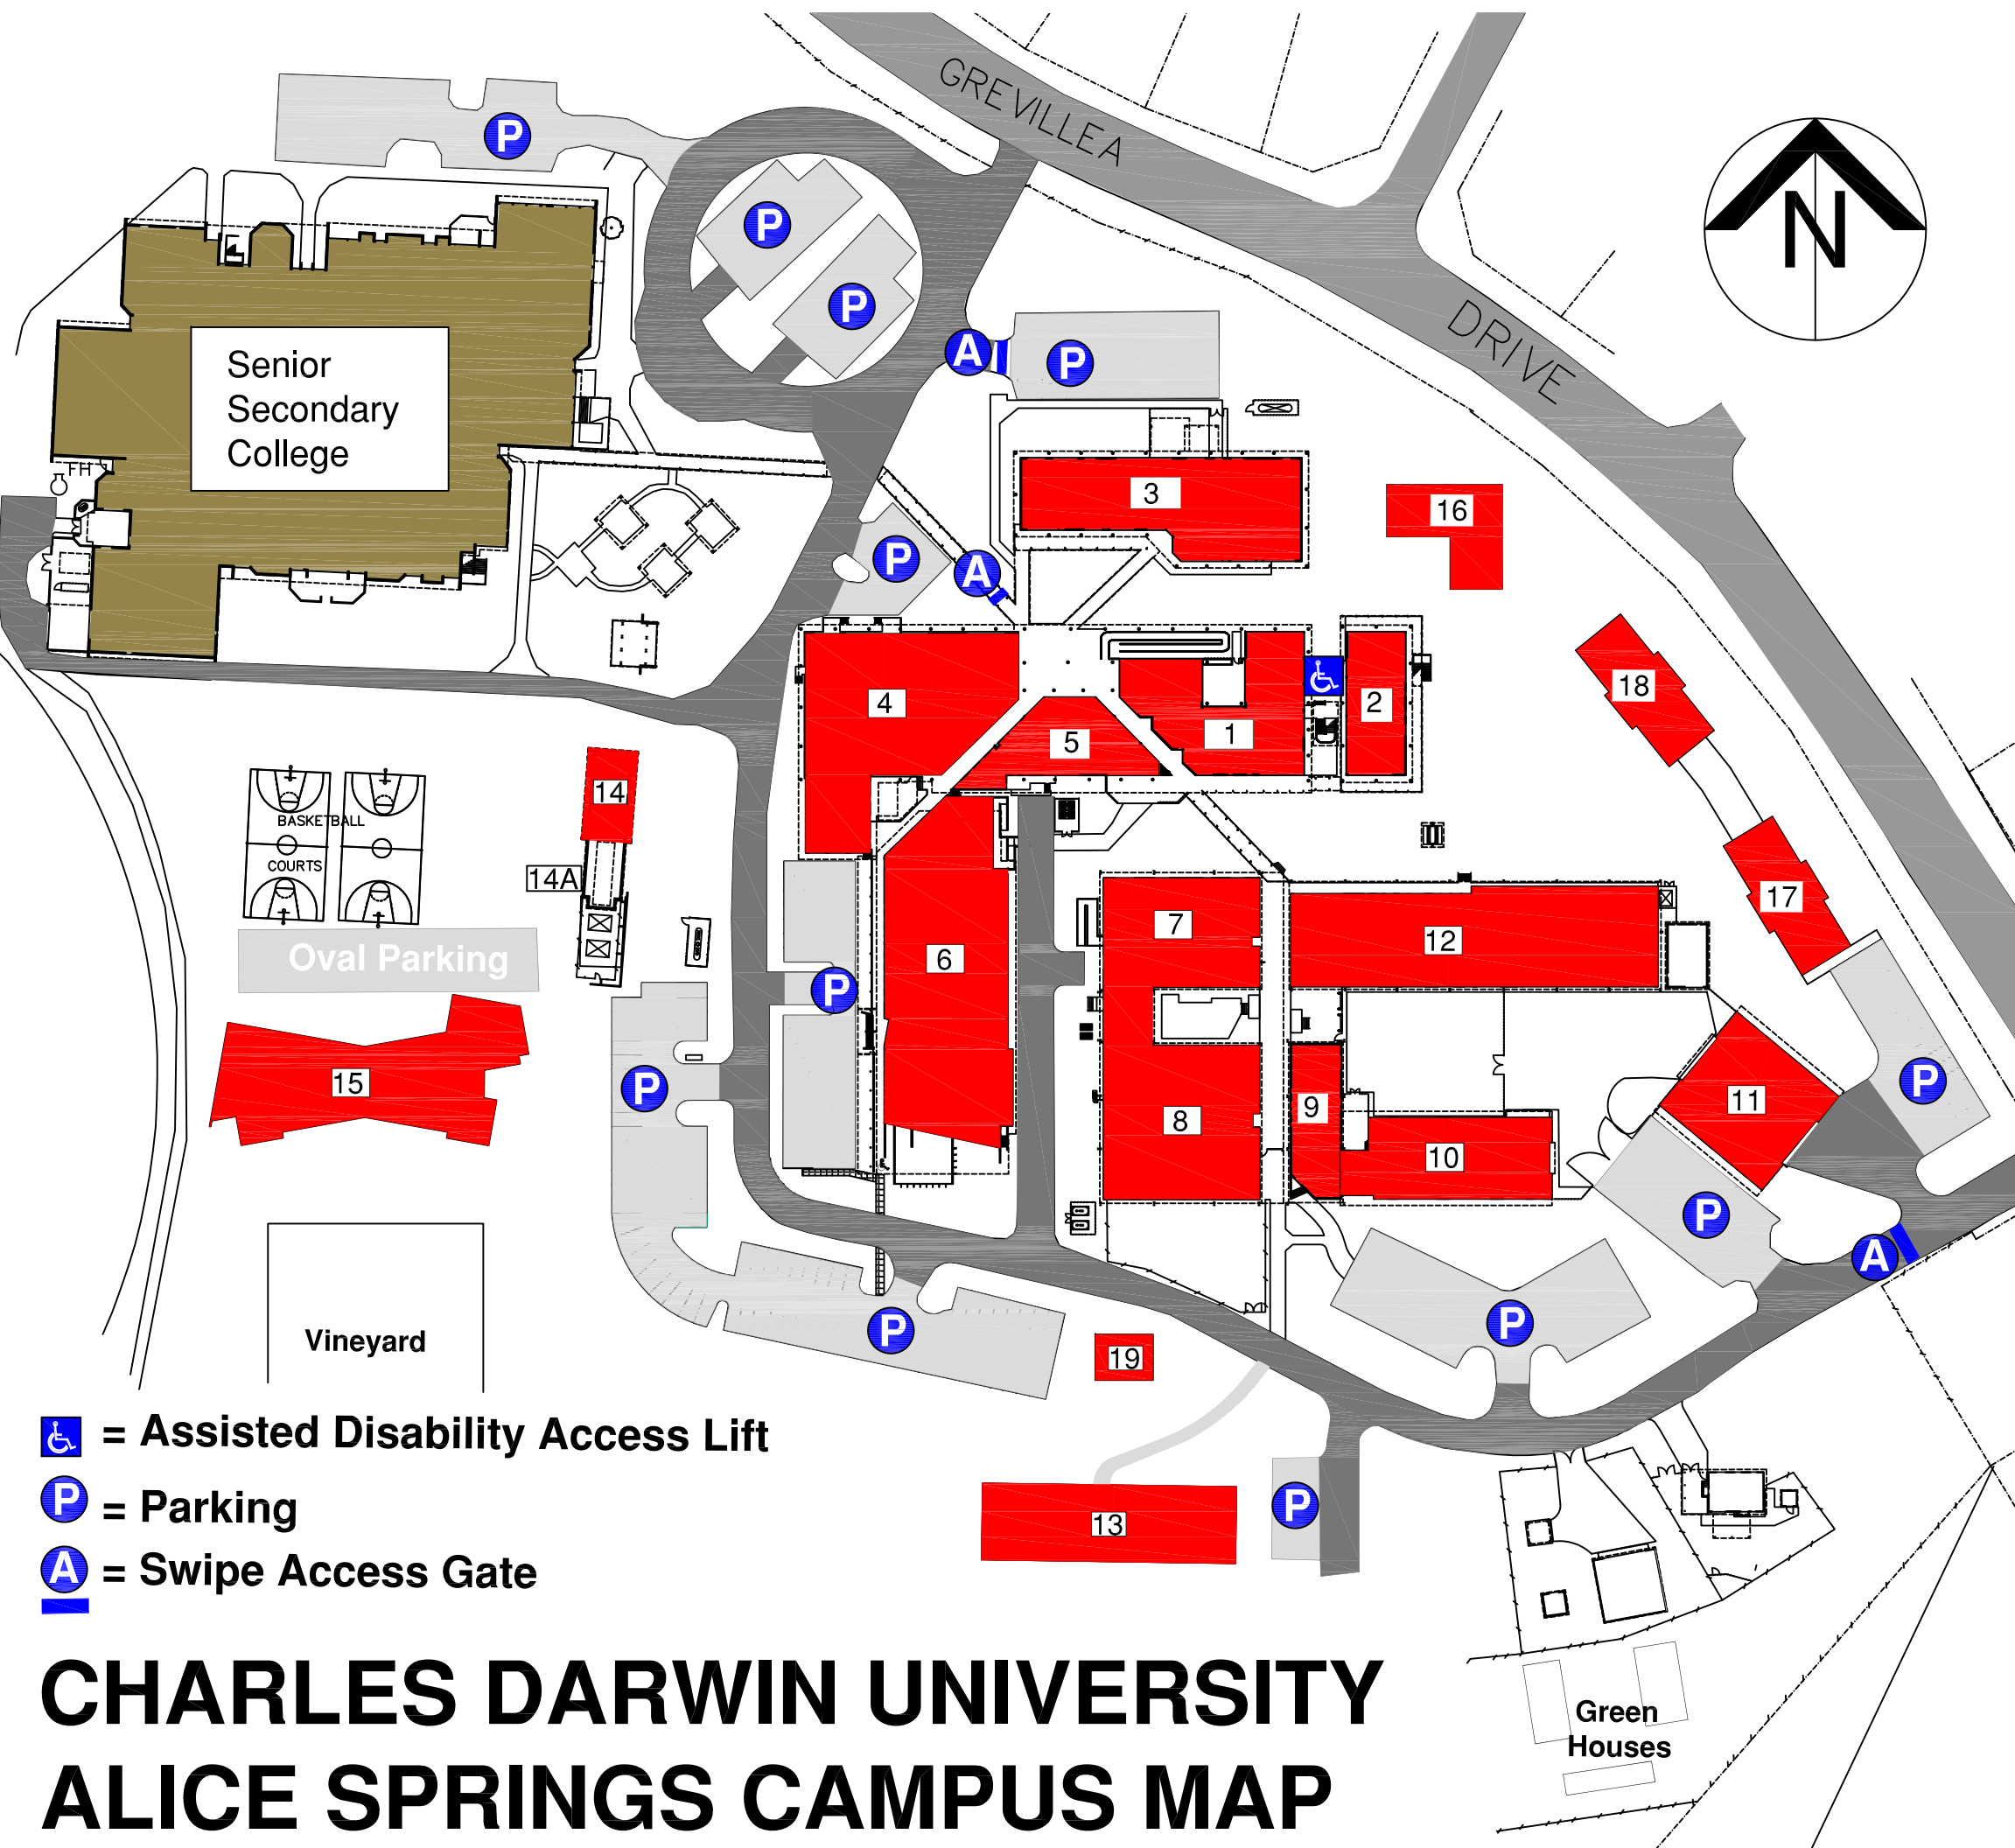 GREVILLEA
DRIVE
N
P
P
P
A
P
Senior
Secondary
College
3
16
P
A
18
4
5
1
2
14
BASKETBALL
COURTS
14A
17
7
12
6
Oval Parking
P
15
P
8
9
10
11
P
P
A
P
P
19
Vineyard
= Assisted Disability Access Lift
P = Parking
A = Swipe Access Gate
13
P
CHARLES DARWIN UNIVERSITY
ALICE SPRINGS CAMPUS MAP
Green
Houses